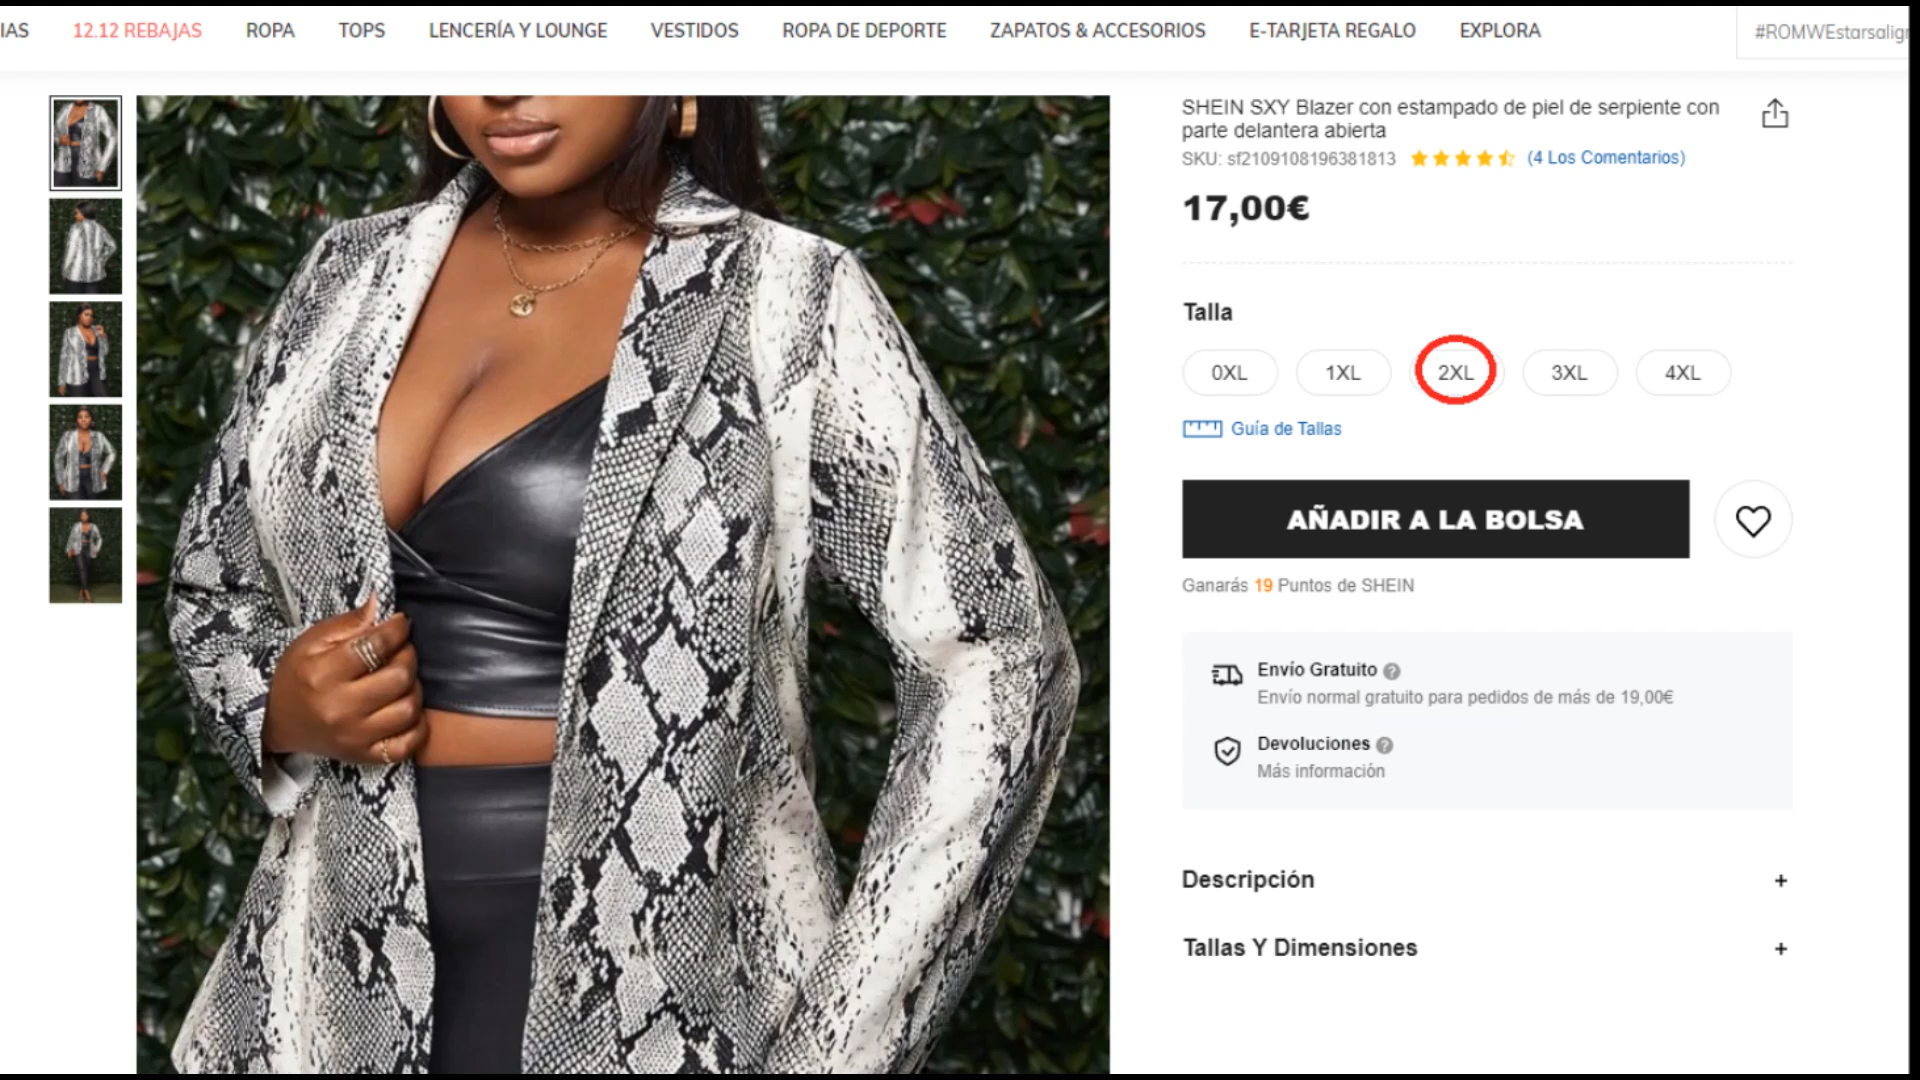 IAS 12.12 REBAJAS ROPA TOPS LENCERÍA Y LOUNGE VESTIDOS ROPA DE DEPORTE ZAPATOS & ACCESORIOS E-TARJETA REGALO EXPLORA #ROMWEstarsalign
SHEIN SXY Blazer con estampado de piel de serpiente con
parte delantera abierta
SKU: sf2109108196381813 (4 Los Comentarios)
17,00€
Talla
0XL 1XL 2XL 3XL 4XL
Guía de Tallas
AÑADIR A LA BOLSA
Ganarás 19 Puntos de SHEIN
Envío Gratuito ?
Envío normal gratuito para pedidos de más de 19,00€
Devoluciones ?
Más información
Descripción +
Tallas Y Dimensiones +